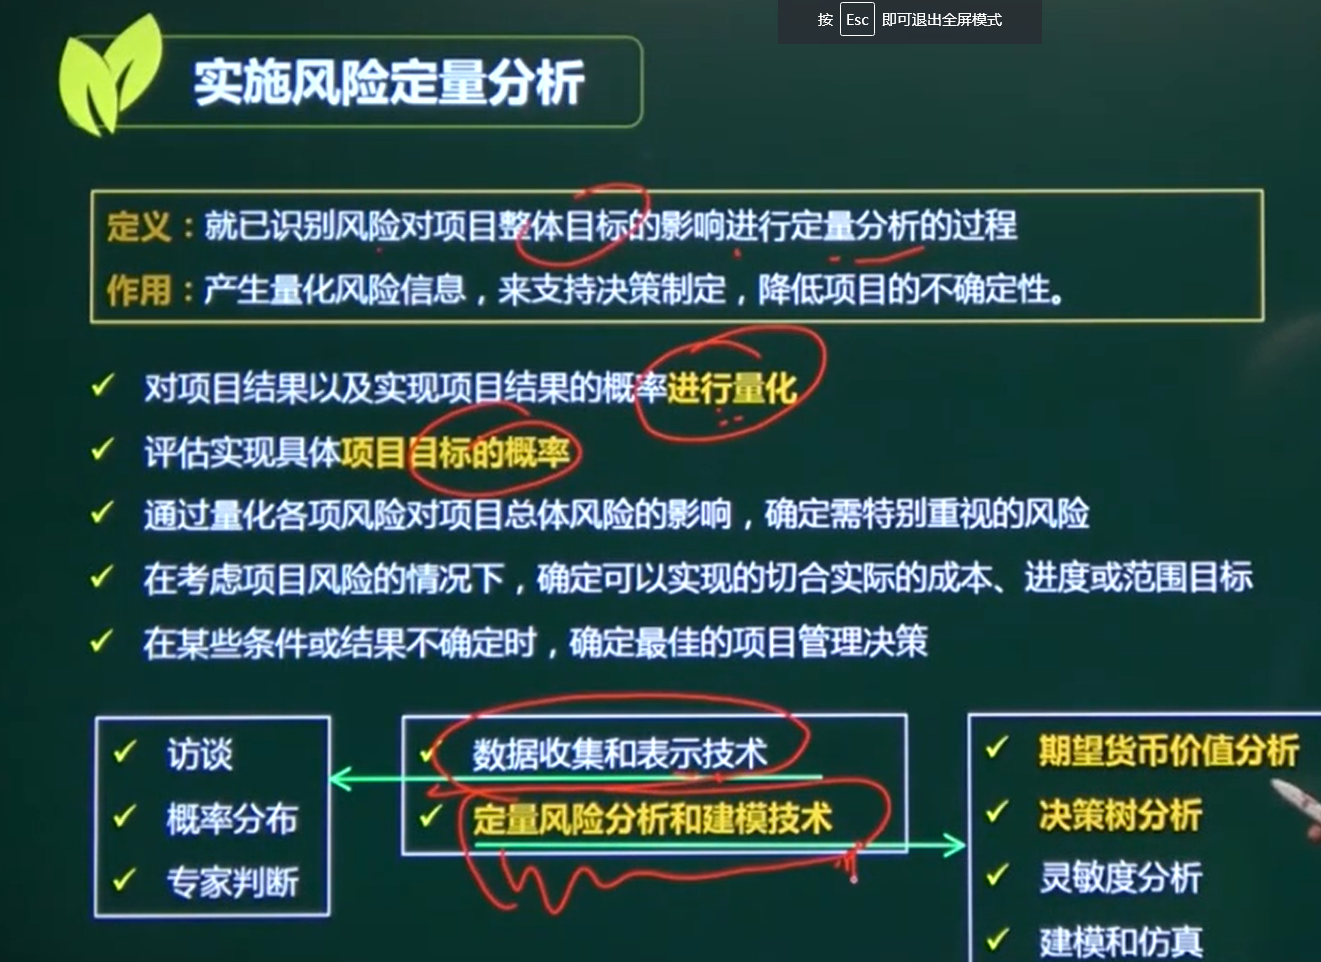 按 Esc 即可退出全屏模式
实施风险定量分析
定义：就已识别风险对项目整体目标的影响进行定量分析的过程
作用：产生量化风险信息，来支持决策制定，降低项目的不确定性。
对项目结果以及实现项目结果的概率进行量化
评估实现具体项目目标的概率
通过量化各项风险对项目总体风险的影响，确定需特别重视的风险
在考虑项目风险的情况下，确定可以实现的切合实际的成本、进度或范围目标
在某些条件或结果不确定时，确定最佳的项目管理决策
访谈
概率分布
专家判断
数据收集和表示技术
定量风险分析和建模技术
期望货币价值分析
决策树分析
灵敏度分析
建模和仿真